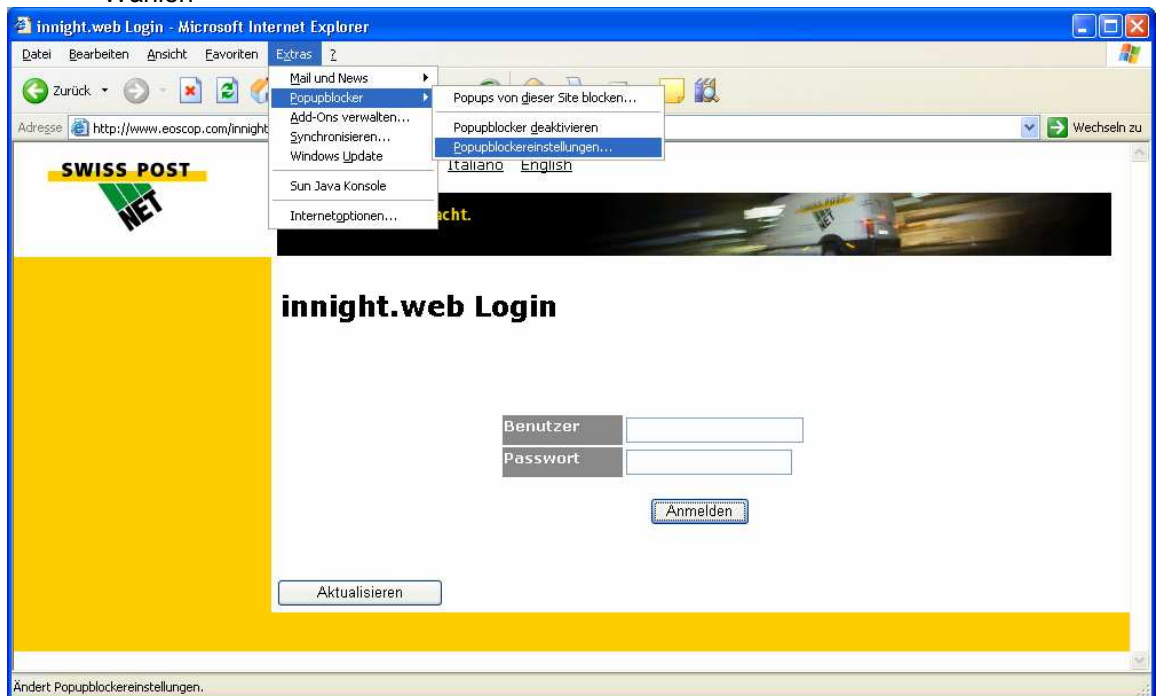 innight.web Login - Microsoft Internet Explorer
Datei Bearbeiten Ansicht Favoriten Extras ?
Zurück
Mail und News
Popupblocker
Add-Ons verwalten...
Synchronisieren...
Windows Update
Sun Java Konsole
Internetoptionen...
Popups von dieser Site blocken...
Popupblocker deaktivieren
Popupblockereinstellungen...
Adresse http://www.eoscop.com/innight
Wechseln zu
SWISS POST
NET
Italiano English
acht.
NET
innight.web Login
Benutzer
Passwort
Anmelden
Aktualisieren
Ändert Popupblockereinstellungen.